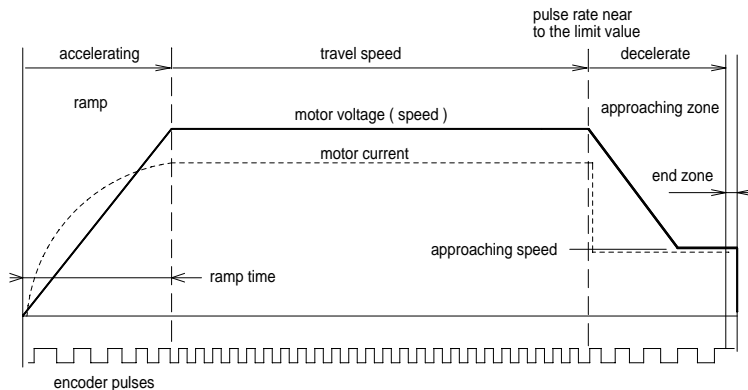 pulse rate near
to the limit value
accelerating
travel speed
decelerate
ramp
motor voltage ( speed )
approaching zone
motor current
end zone
approaching speed
ramp time
encoder pulses